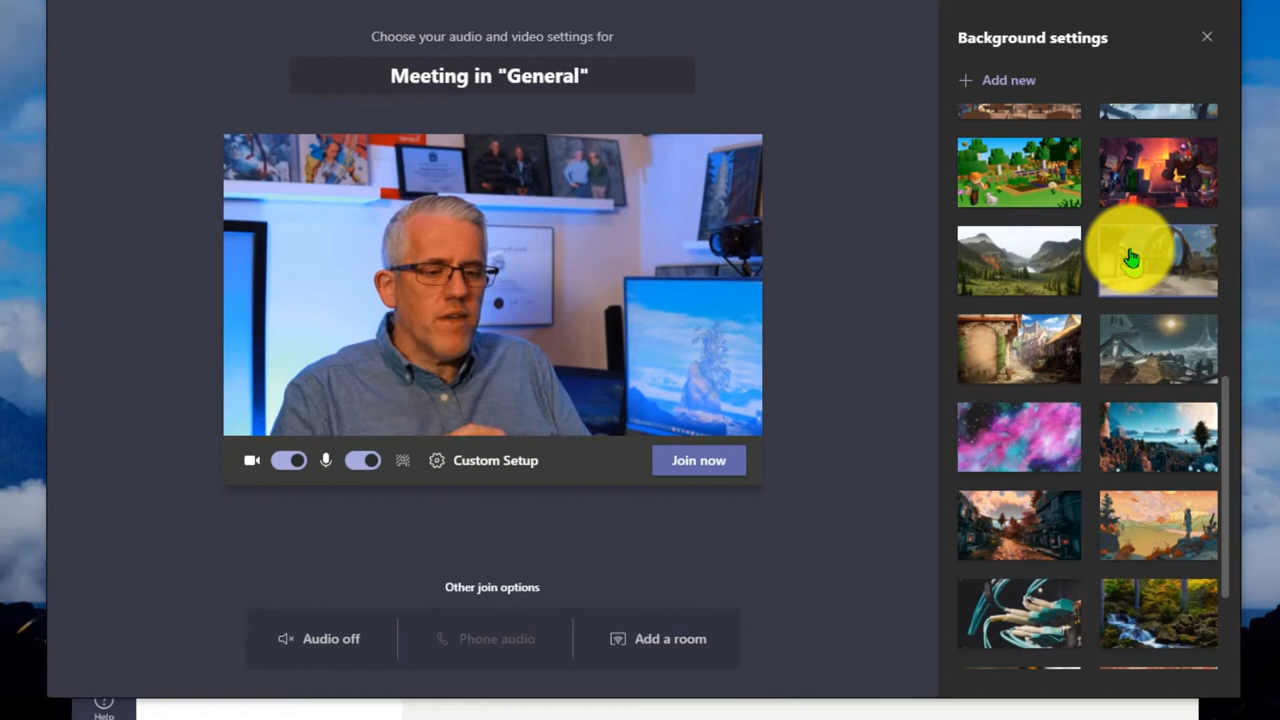 Choose your audio and video settings for
Meeting in "General"
Background settings
Add new
Custom Setup
Join now
Other join options
Audio off
Phone audio
Add a room
Help